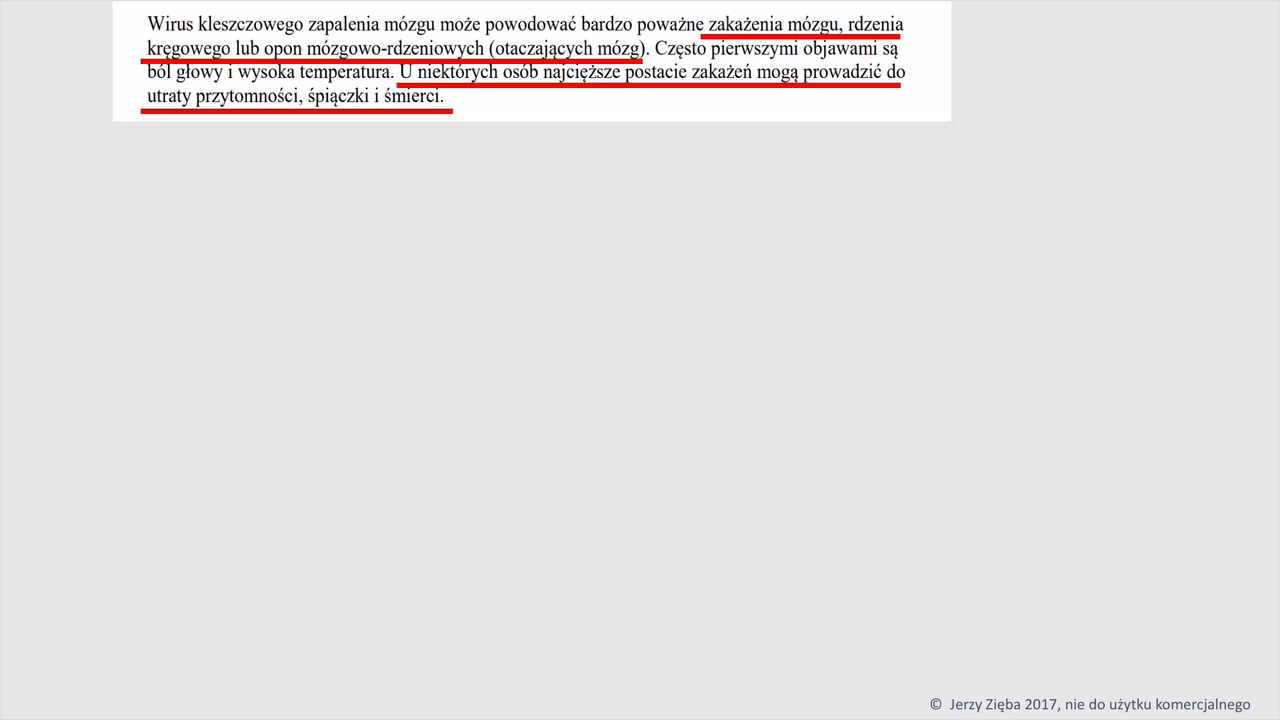 Wirus kleszczowego zapalenia mózgu może powodować bardzo poważne zakażenia mózgu, rdzenia
kręgowego lub opon mózgowo-rdzeniowych (otaczających mózg). Często pierwszymi objawami są
ból głowy i wysoka temperatura. U niektórych osób najcięższe postacie zakażeń mogą prowadzić do
utraty przytomności, śpiączki i śmierci.
© Jerzy Zięba 2017, nie do użytku komercjalnego